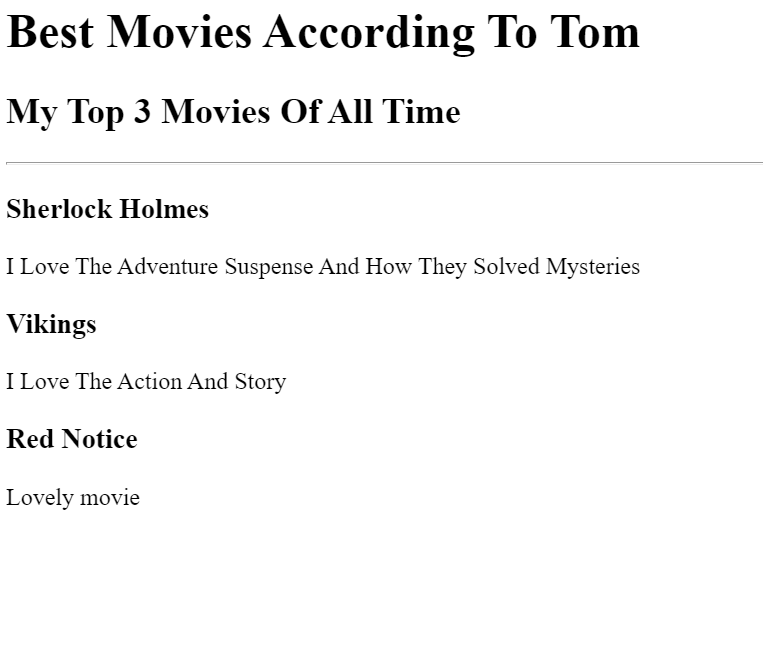 Best Movies According To Tom
My Top 3 Movies Of All Time
Sherlock Holmes
I Love The Adventure Suspense And How They Solved Mysteries
Vikings
I Love The Action And Story
Red Notice
Lovely movie